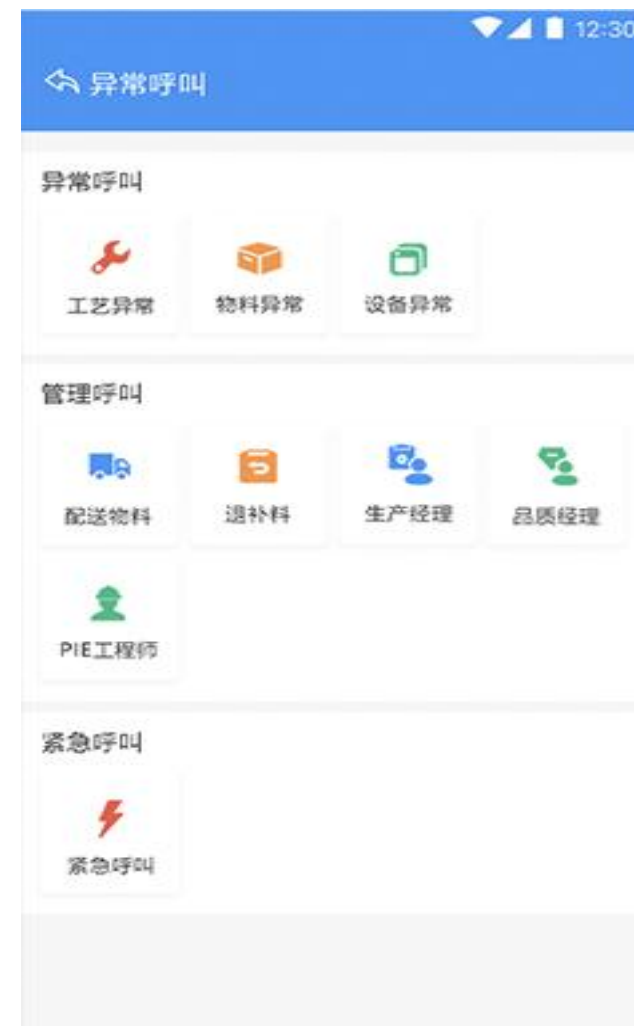 12:30
异常呼叫
异常呼叫
工艺异常 物料异常 设备异常
管理呼叫
配送物料 退补料 生产经理 品质经理
PIE工程师
紧急呼叫
紧急呼叫